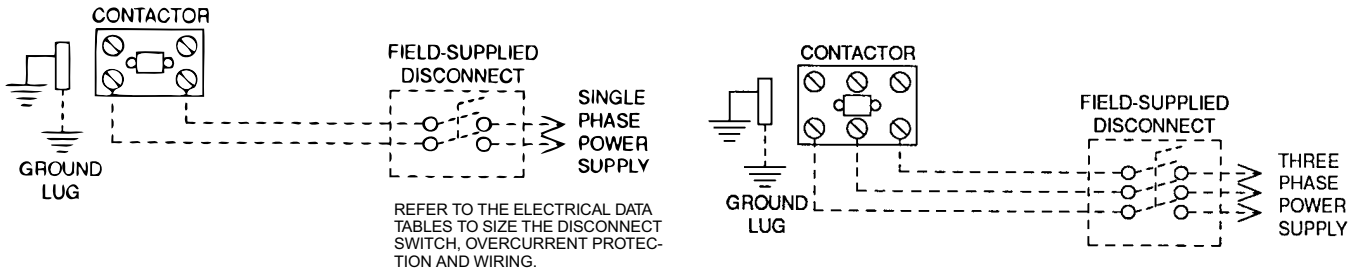 CONTACTOR
FIELD-SUPPLIED
DISCONNECT
SINGLE
PHASE
POWER
SUPPLY
GROUND
LUG
REFER TO THE ELECTRICAL DATA
TABLES TO SIZE THE DISCONNECT
SWITCH, OVERCURRENT PROTEC-
TION AND WIRING.
CONTACTOR
FIELD-SUPPLIED
DISCONNECT
THREE
PHASE
POWER
SUPPLY
GROUND
LUG